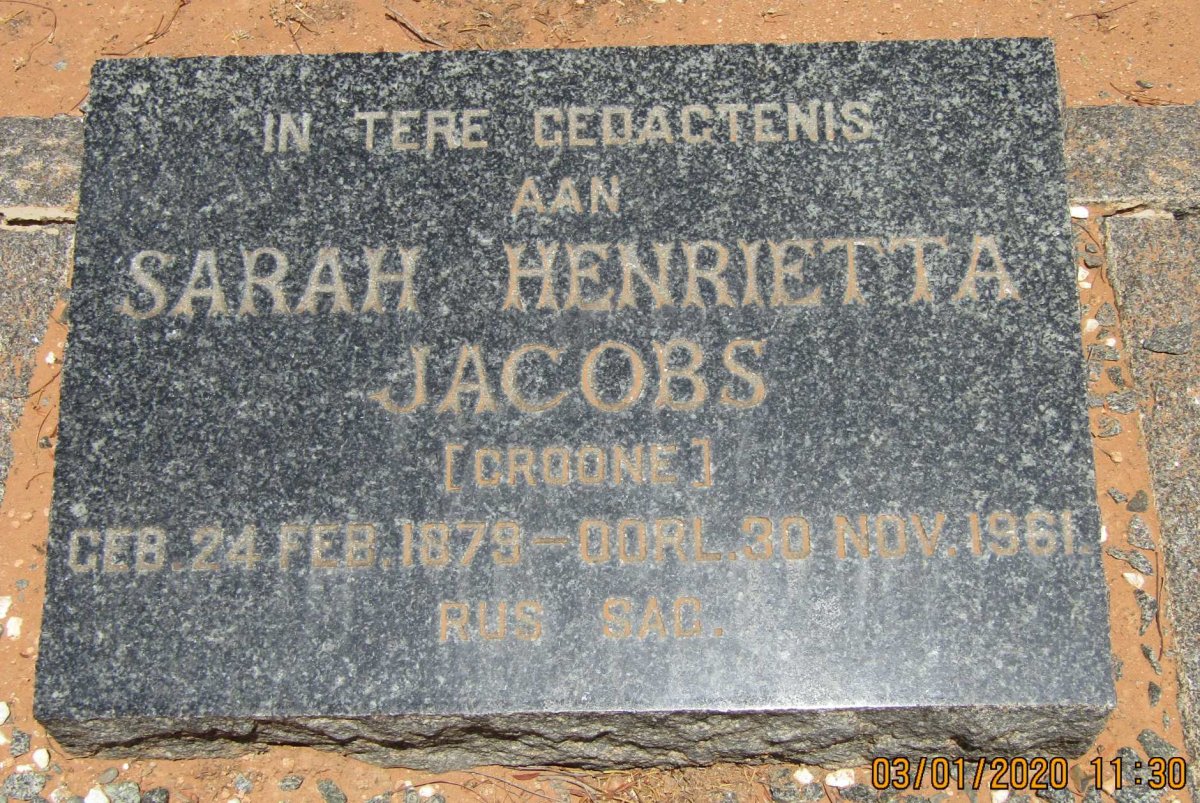 IN TERE GEDAGTENIS
AAN
SARAH HENRIETTA
JACOBS
[CROONE]
GEB. 24 FEB. 1879 – OORL. 30 NOV. 1961.
RUS SAG.
03/01/2020 11:30